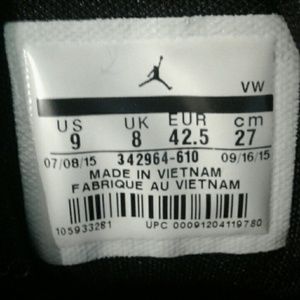 VW
US UK EUR cm
9 8 42.5 27
07/08/15 342964-610 09/16/15
MADE IN VIETNAM
FABRIQUE AU VIETNAM
105933281 UPC 00091204119780